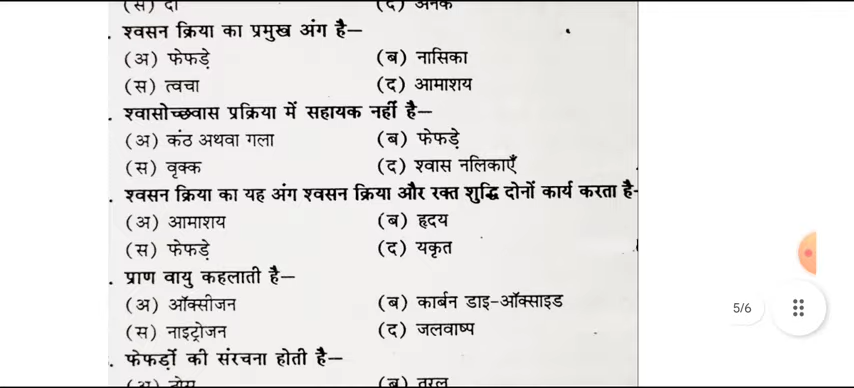 (स) दो (द) अनेक
. श्वसन क्रिया का प्रमुख अंग है—
(अ) फेफड़े (ब) नासिका
(स) त्वचा (द) आमाशय
. श्वासोच्छवास प्रक्रिया में सहायक नहीं है—
(अ) कंठ अथवा गला (ब) फेफड़े
(स) वृक्क (द) श्वास नलिकाएँ
. श्वसन क्रिया का यह अंग श्वसन क्रिया और रक्त शुद्धि दोनों कार्य करता है-
(अ) आमाशय (ब) हृदय
(स) फेफड़े (द) यकृत
. प्राण वायु कहलाती है—
(अ) ऑक्सीजन (ब) कार्बन डाइ-ऑक्साइड
(स) नाइट्रोजन (द) जलवाष्प
5/6
. फेफड़ों की संरचना होती है—
(अ) ठोस (ब) तरल